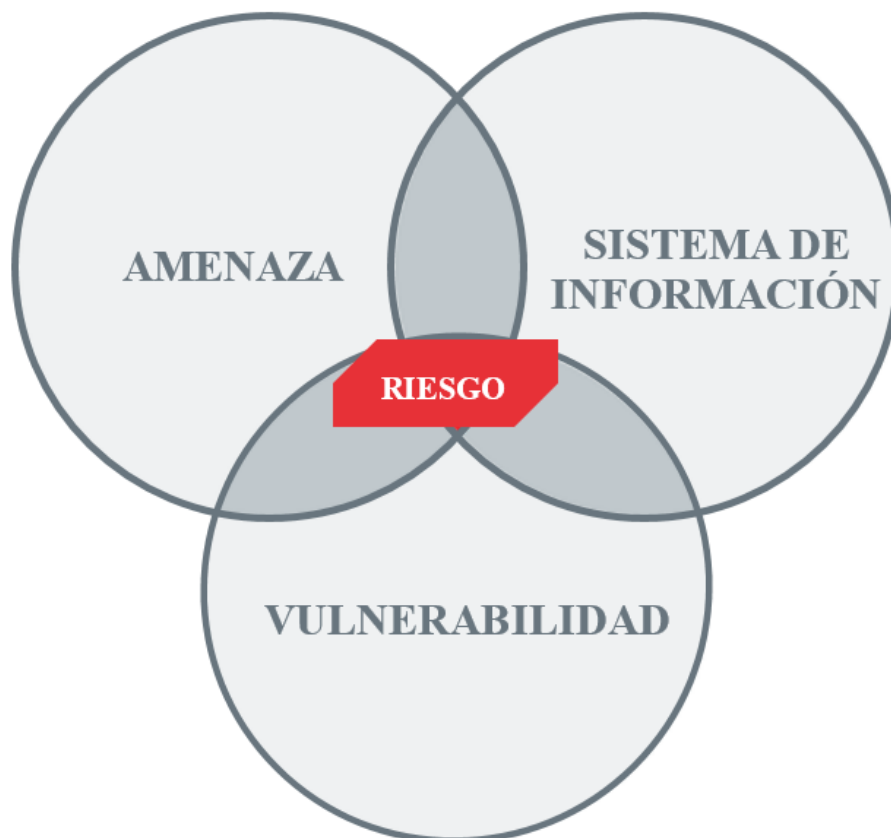 AMENAZA
SISTEMA DE
INFORMACIÓN
RIESGO
VULNERABILIDAD